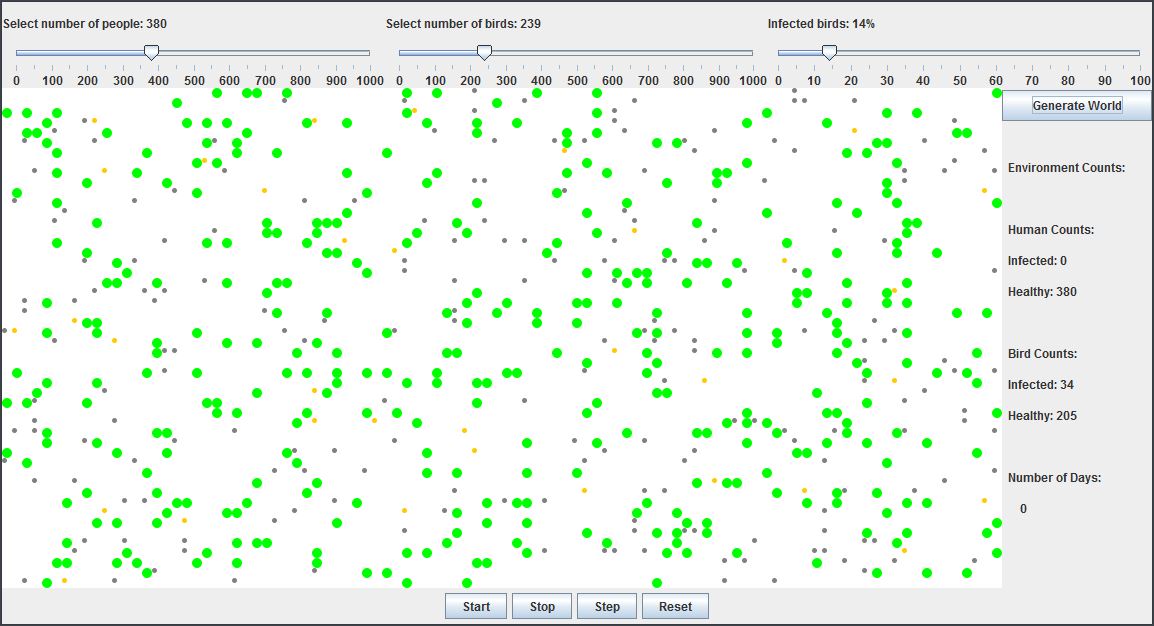 Select number of people: 380 Select number of birds: 239 Infected birds: 14%
0 100 200 300 400 500 600 700 800 900 1000 0 100 200 300 400 500 600 700 800 900 1000 0 10 20 30 40 50 60 70 80 90 100
Generate World
Environment Counts:
Human Counts:
Infected: 0
Healthy: 380
Bird Counts:
Infected: 34
Healthy: 205
Number of Days:
0
Start Stop Step Reset